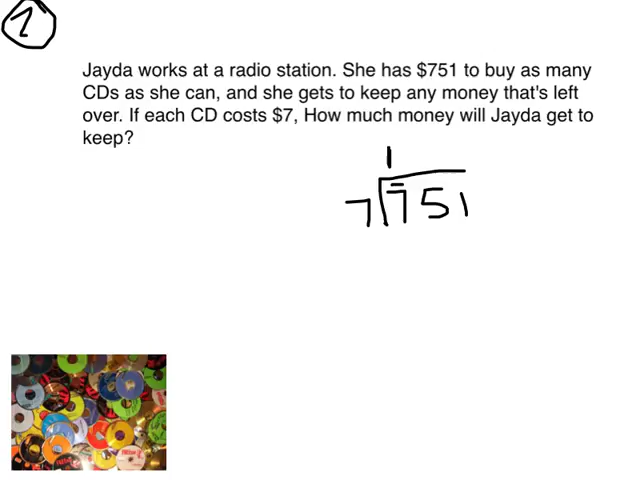 2
Jayda works at a radio station. She has $751 to buy as many
CDs as she can, and she gets to keep any money that's left
over. If each CD costs $7, How much money will Jayda get to
keep?
1
7 751